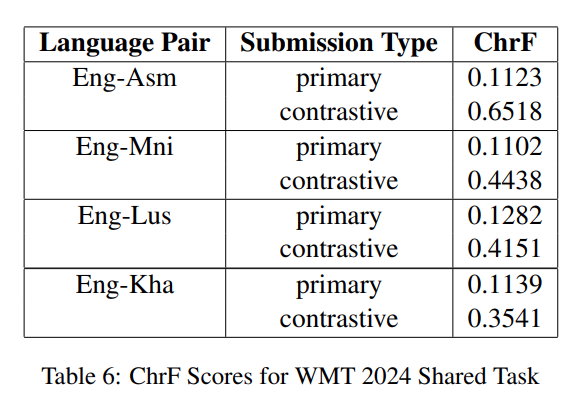 Language Pair Submission Type ChrF
Eng-Asm primary 0.1123
contrastive 0.6518
Eng-Mni primary 0.1102
contrastive 0.4438
Eng-Lus primary 0.1282
contrastive 0.4151
Eng-Kha primary 0.1139
contrastive 0.3541
Table 6: ChrF Scores for WMT 2024 Shared Task